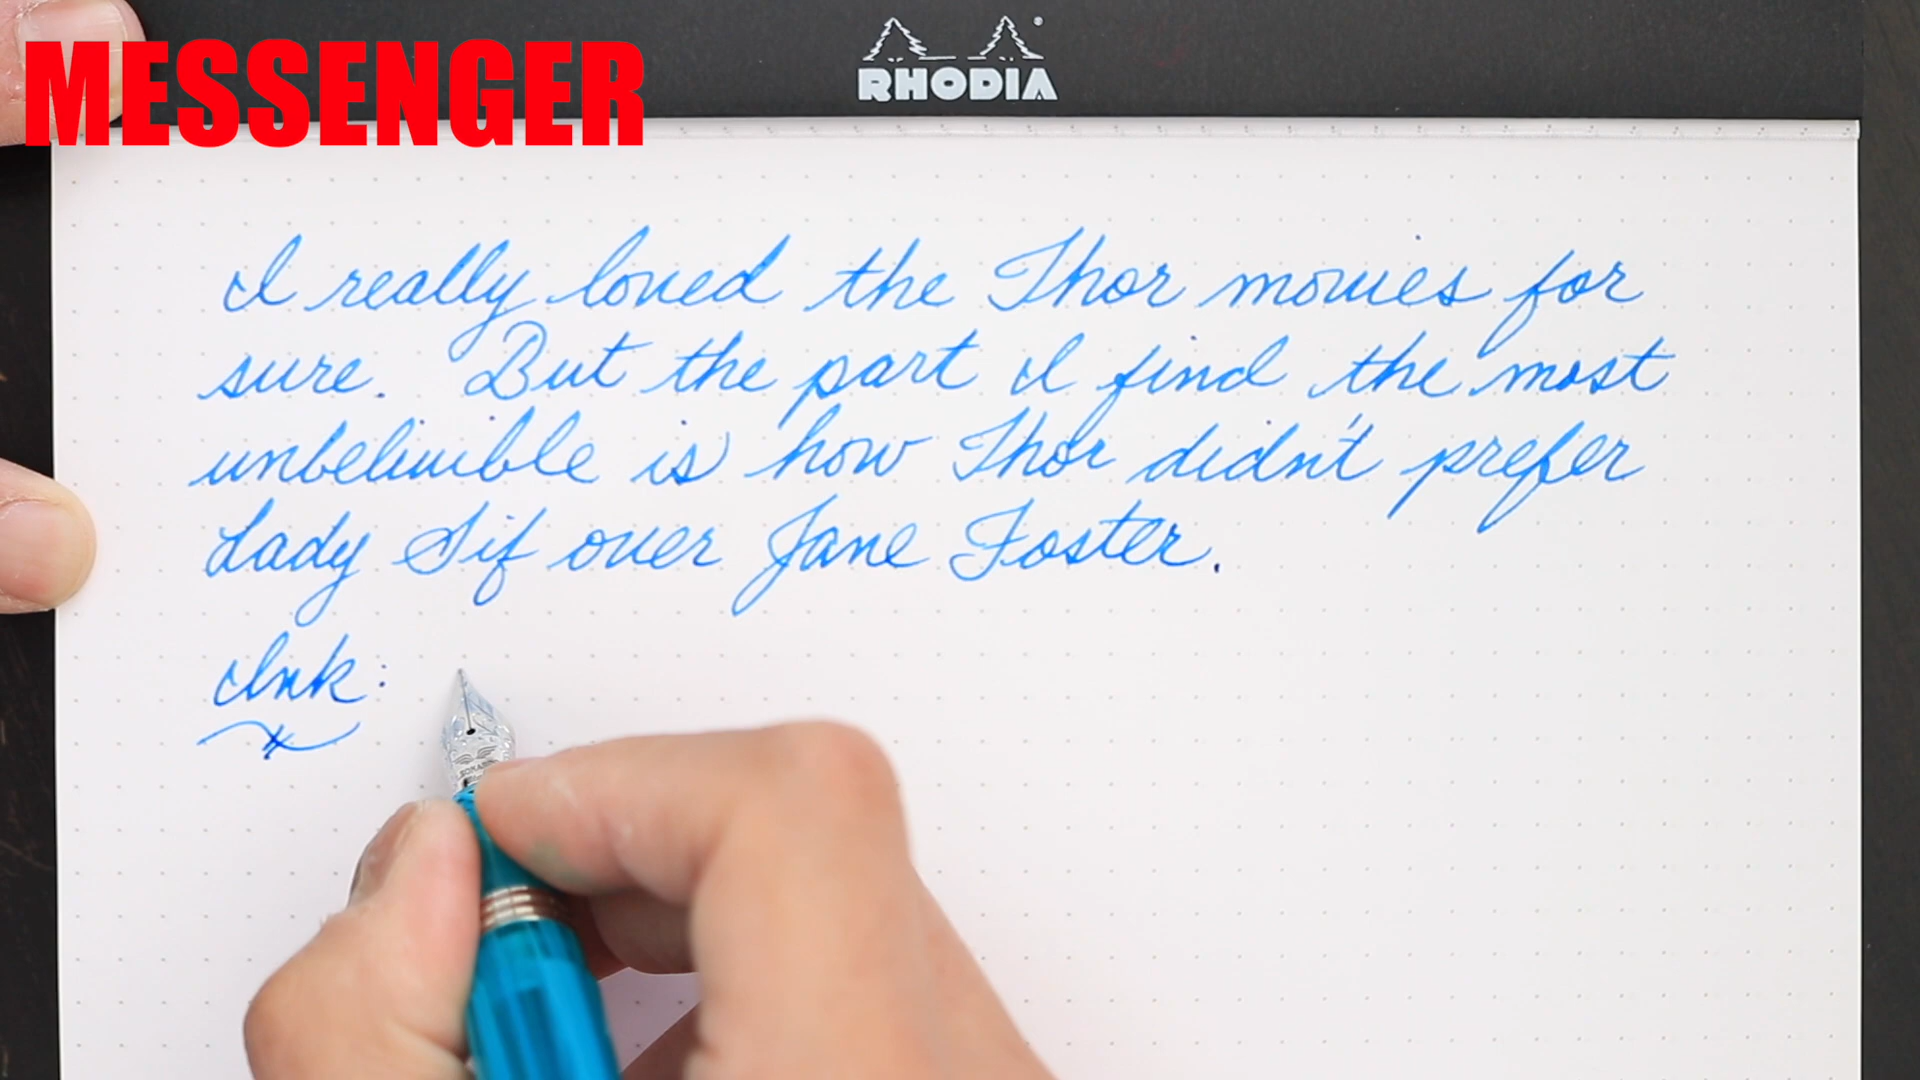 MESSENGER
RHODIA
I really loved the Thor movies for
sure. But the part I find the most
unbelivible is how Thor didn't prefer
Lady Sif over Jane Foster.
Ink: